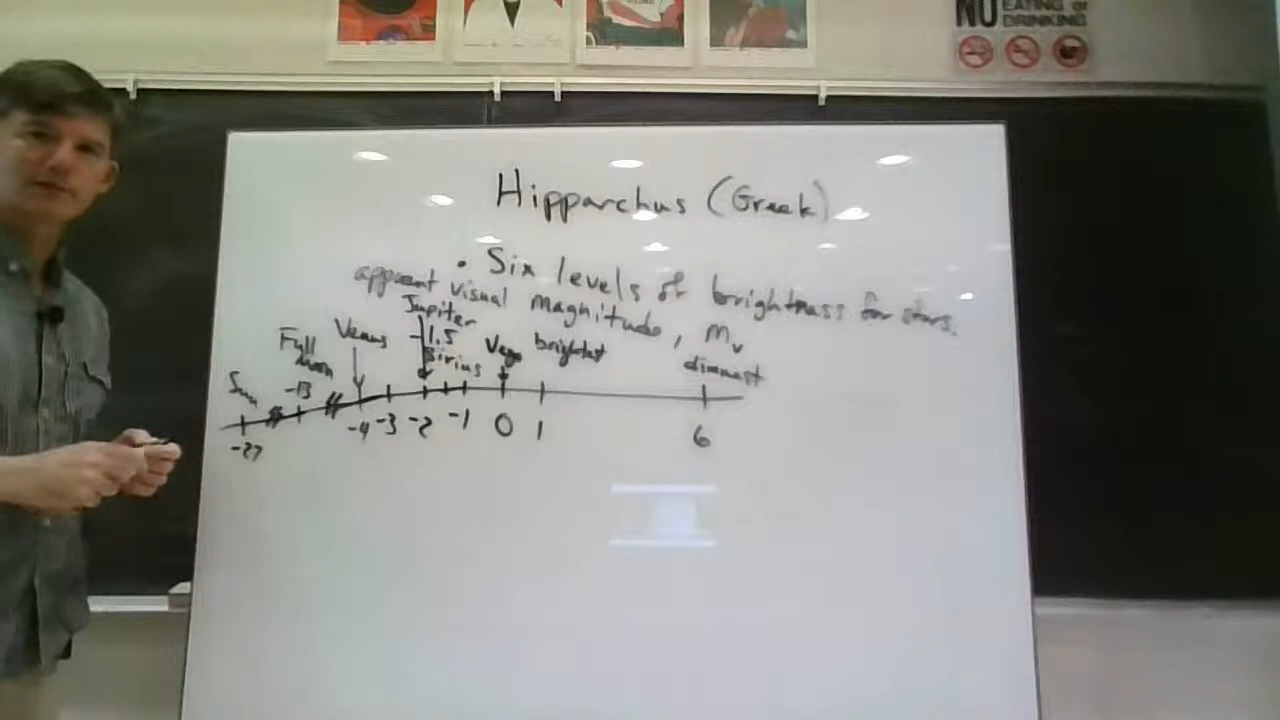 NO EATING or DRINKING
Hipparchus (Greek)
• Six levels of brightness for stars.
apparent visual magnitude, mv
Jupiter
Full Moon Venus -1.5 Sirius Vega brightest dimmest
Sun -13
-27 -4 -3 -2 -1 0 1 6